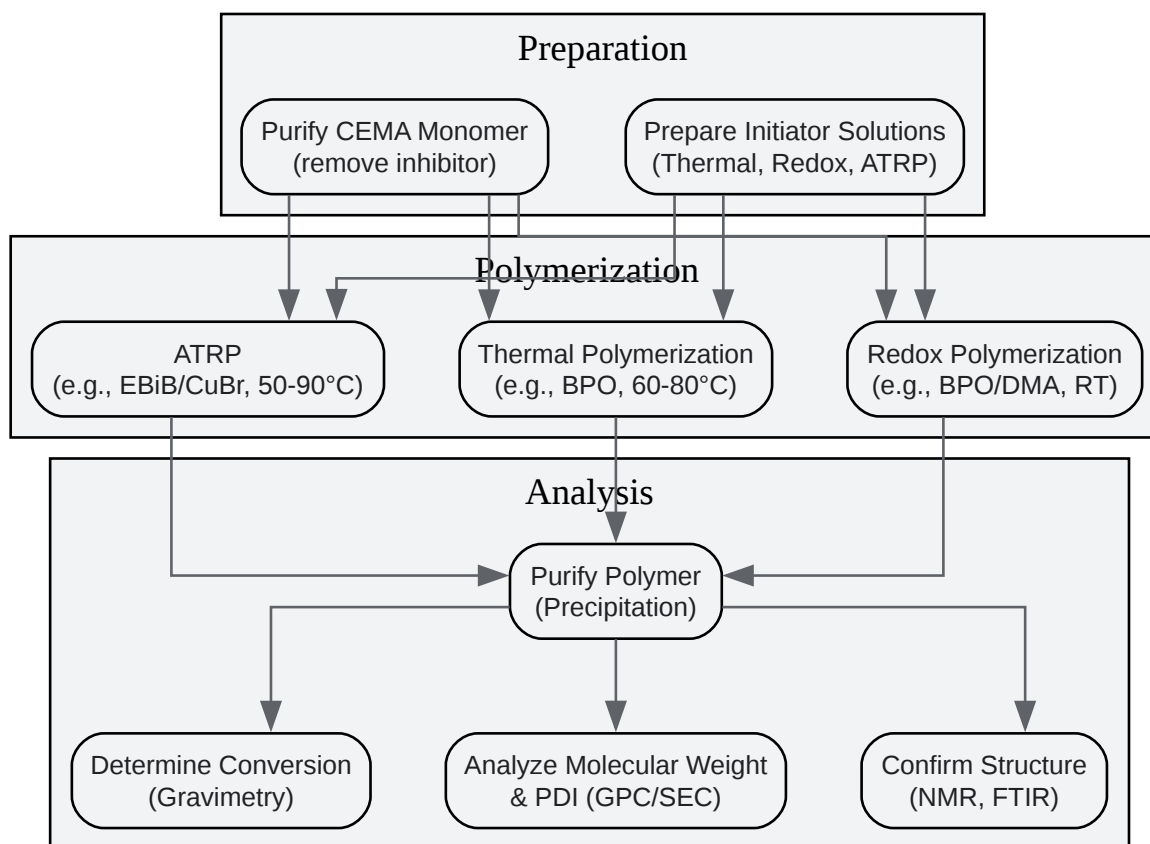 Preparation
Purify CEMA Monomer
(remove inhibitor)
Prepare Initiator Solutions
(Thermal, Redox, ATRP)
Polymerization
ATRP
(e.g., EBiB/CuBr, 50-90°C)
Thermal Polymerization
(e.g., BPO, 60-80°C)
Redox Polymerization
(e.g., BPO/DMA, RT)
Analysis
Purify Polymer
(Precipitation)
Determine Conversion
(Gravimetry)
Analyze Molecular Weight
& PDI (GPC/SEC)
Confirm Structure
(NMR, FTIR)